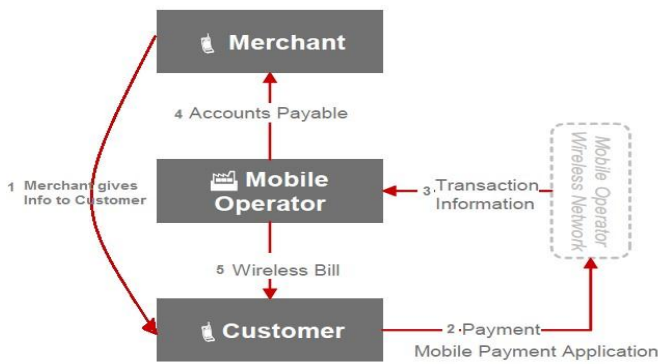 Merchant
4 Accounts Payable
1 Merchant gives
Info to Customer
Mobile
Operator
3 Transaction
Information
Mobile Operator
Wireless Network
5 Wireless Bill
Customer
2 Payment
Mobile Payment Application